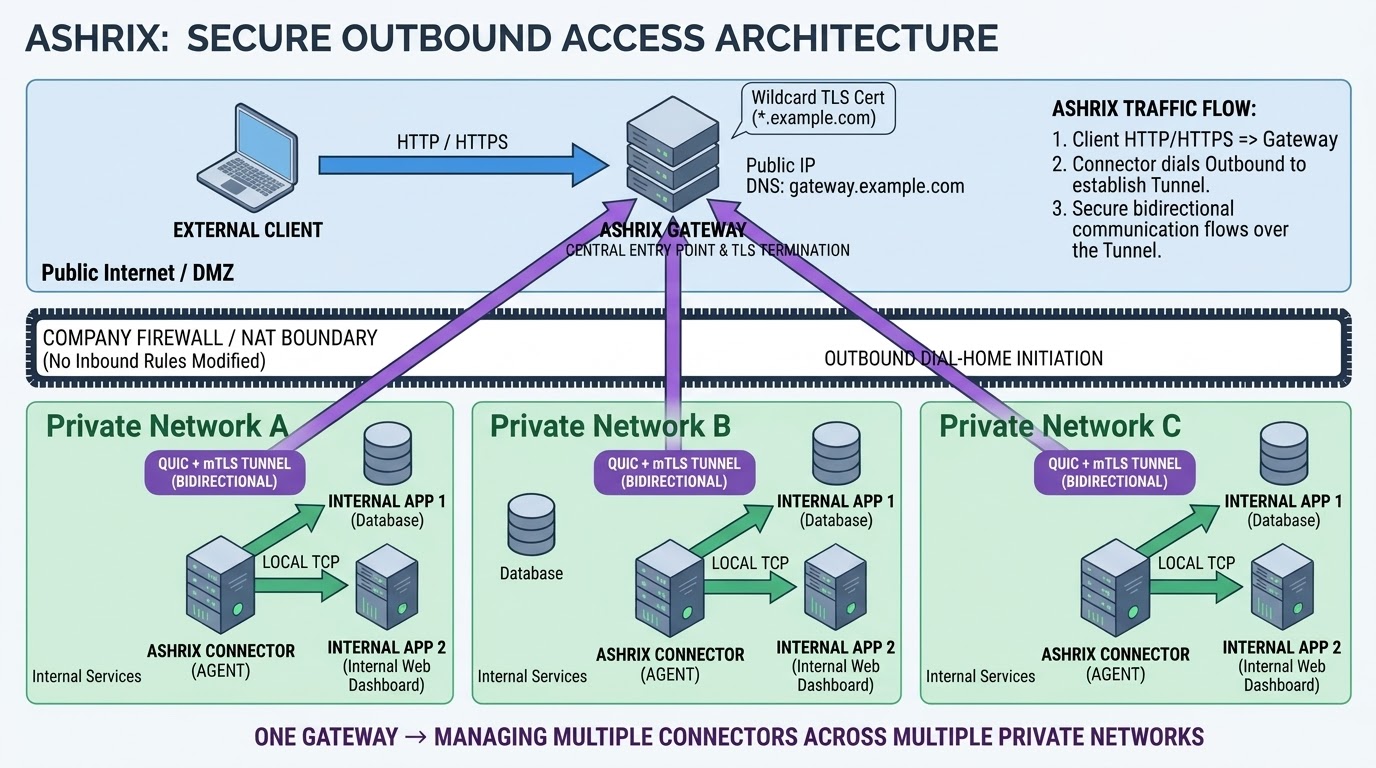 ASHRIX: SECURE OUTBOUND ACCESS ARCHITECTURE
Wildcard TLS Cert
(*.example.com)
HTTP / HTTPS
Public IP
DNS: gateway.example.com
EXTERNAL CLIENT
ASHRIX GATEWAY
CENTRAL ENTRY POINT & TLS TERMINATION
Public Internet / DMZ
ASHRIX TRAFFIC FLOW:
1. Client HTTP/HTTPS => Gateway
2. Connector dials Outbound to
establish Tunnel.
3. Secure bidirectional
communication flows over
the Tunnel.
COMPANY FIREWALL / NAT BOUNDARY
(No Inbound Rules Modified)
OUTBOUND DIAL-HOME INITIATION
Private Network A
QUIC + mTLS TUNNEL
(BIDIRECTIONAL)
INTERNAL APP 1
(Database)
LOCAL TCP
ASHRIX CONNECTOR
(AGENT)
INTERNAL APP 2
(Internal Web
Dashboard)
Internal Services
Private Network B
QUIC + mTLS TUNNEL
(BIDIRECTIONAL)
INTERNAL APP 1
(Database)
Database
LOCAL TCP
ASHRIX CONNECTOR
(AGENT)
INTERNAL APP 2
(Internal Web
Dashboard)
Internal Services
Private Network C
QUIC + mTLS TUNNEL
(BIDIRECTIONAL)
INTERNAL APP 1
(Database)
LOCAL TCP
ASHRIX CONNECTOR
(AGENT)
INTERNAL APP 2
(Internal Web
Dashboard)
Internal Services
ONE GATEWAY → MANAGING MULTIPLE CONNECTORS ACROSS MULTIPLE PRIVATE NETWORKS